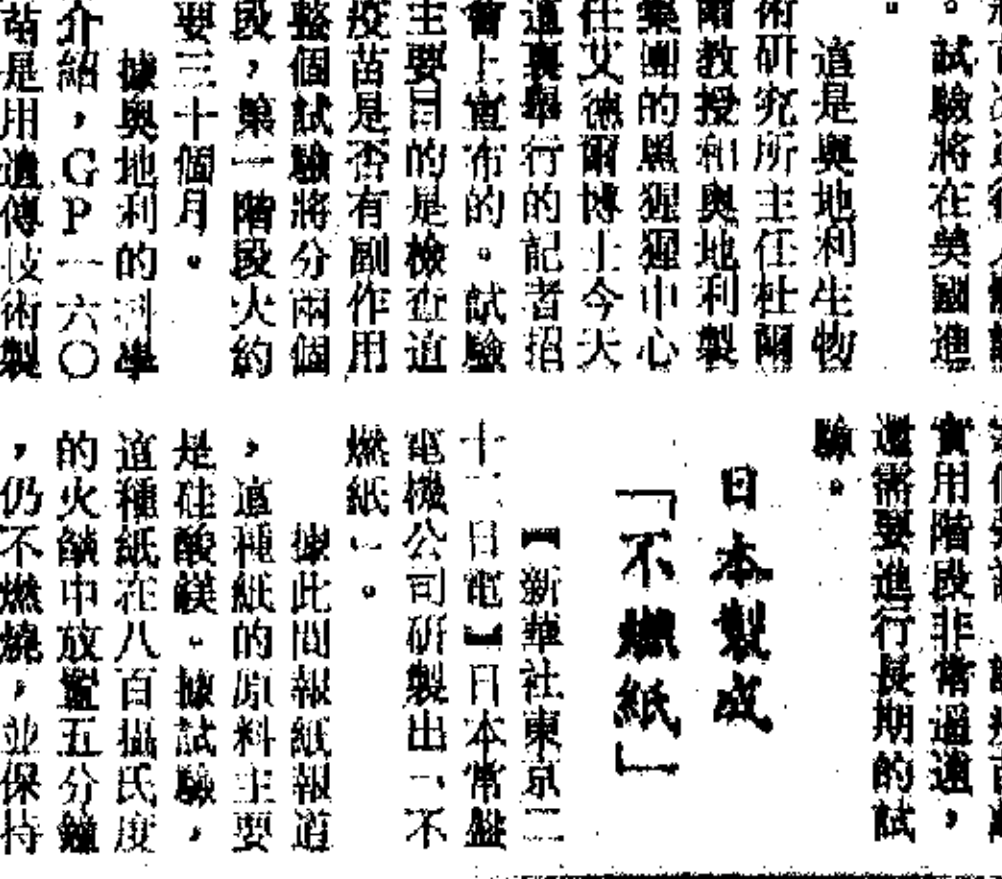 。試驗將在美國進
。
這是奧地利生物
術研究所主任杜爾
爾教授和奧地利製
藥團的黑猩猩中心
任艾德爾博士今天
這裏舉行的記者招
會上宣布的。試驗
主要目的是檢查這
疫苗是否有副作用
整個試驗將分兩個
段，第一階段大約
要三十個月。
據奧地利的科學
介紹，GP一六〇
苗是用遺傳技術製
實用階段非常遙遠，
還需要進行長期的試
驗。
日本製成
「不燃紙」
【新華社東京三
日電】日本常盤
電機公司研製出「不
燃紙」。
據此間報紙報道
，這種紙的原料主要
是硅酸鎂。據試驗，
這種紙在八百攝氏度
的火焰中放置五分鐘
，仍不燃燒，並保持